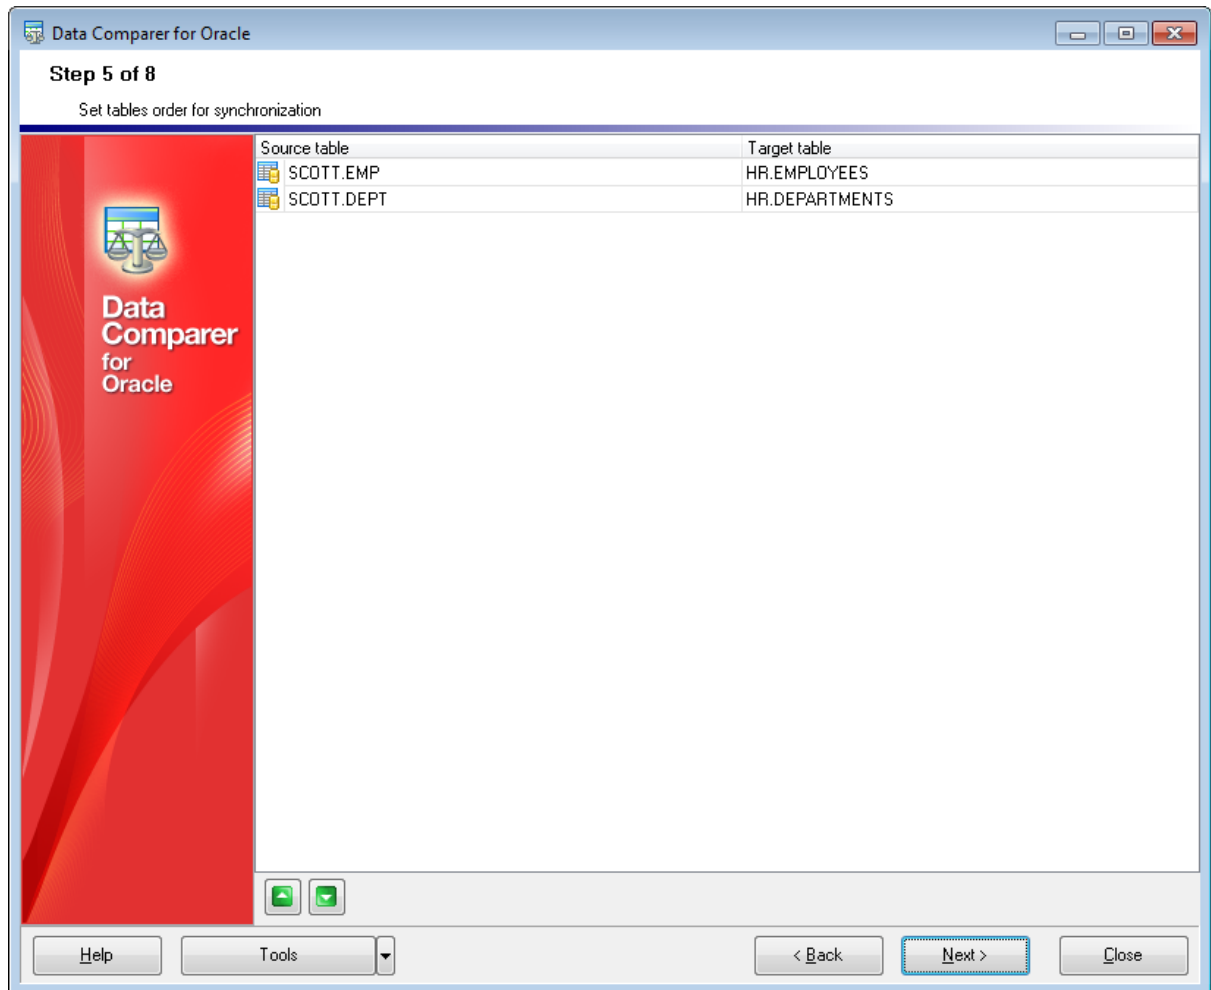 Data Comparer for Oracle
Step 5 of 8
Set tables order for synchronization
Source table Target table
SCOTT.EMP HR.EMPLOYEES
SCOTT.DEPT HR.DEPARTMENTS
Data
Comparer
for
Oracle
Help Tools < Back Next > Close